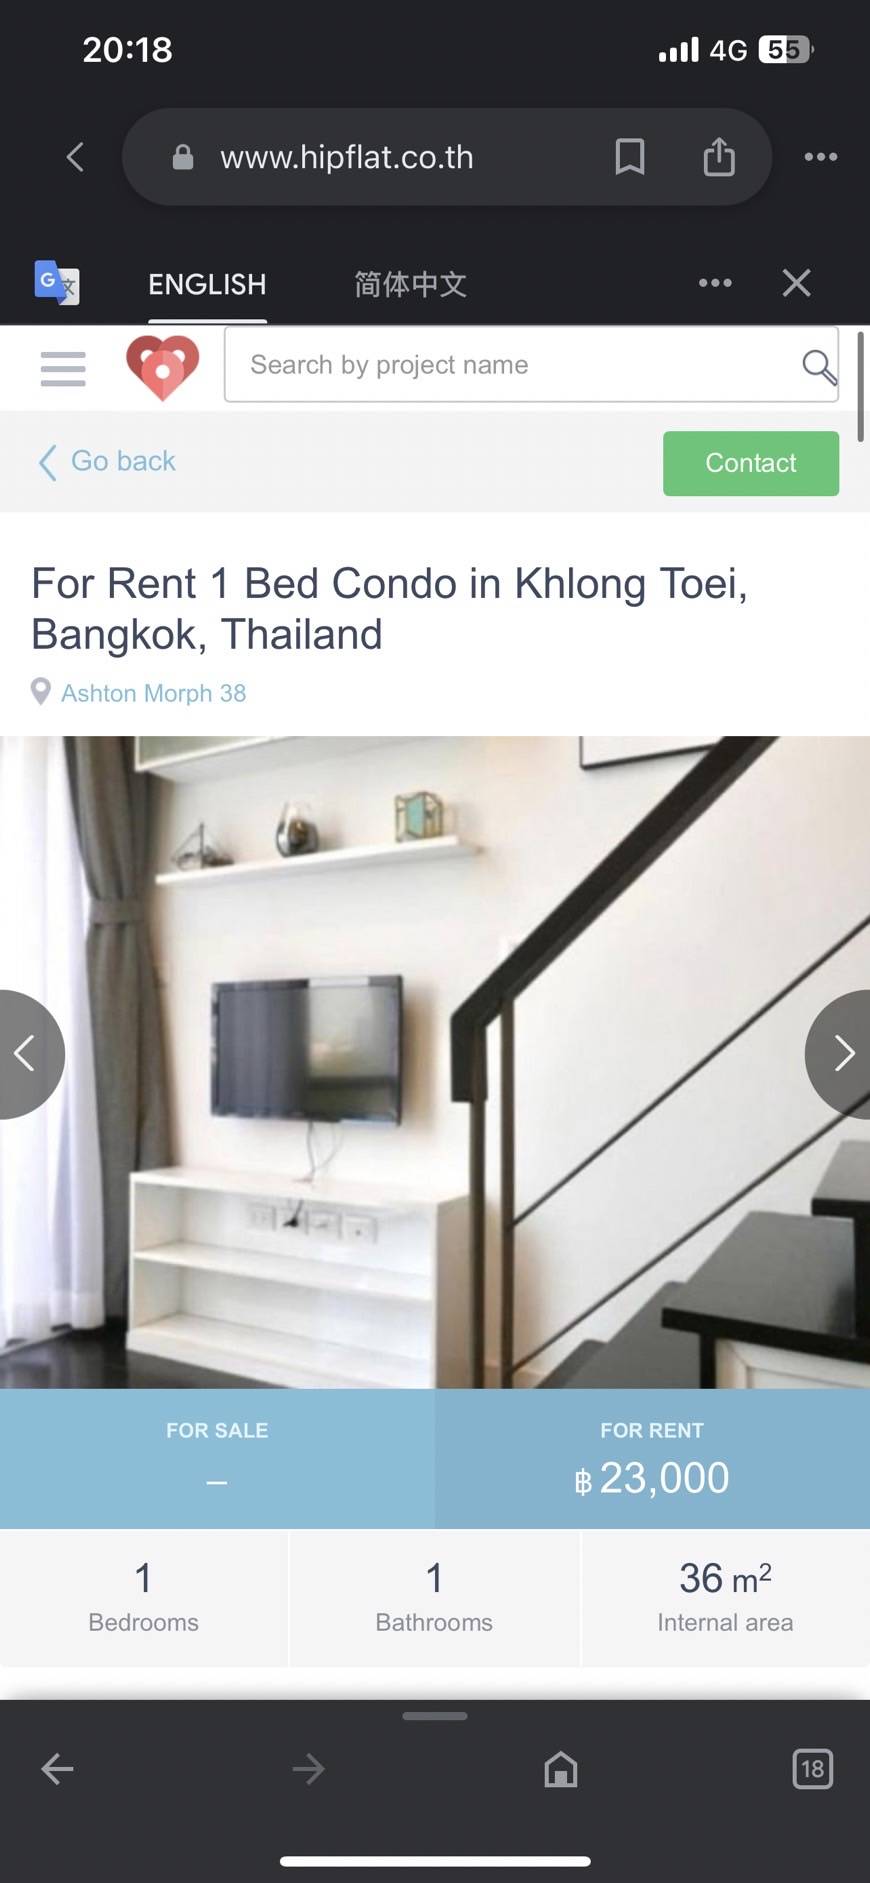 20:18
4G 55
www.hipflat.co.th
G 文
ENGLISH
简体中文
Search by project name
Go back
Contact
For Rent 1 Bed Condo in Khlong Toei,
Bangkok, Thailand
Ashton Morph 38
FOR SALE
–
FOR RENT
฿ 23,000
1
Bedrooms
1
Bathrooms
36 m²
Internal area
18